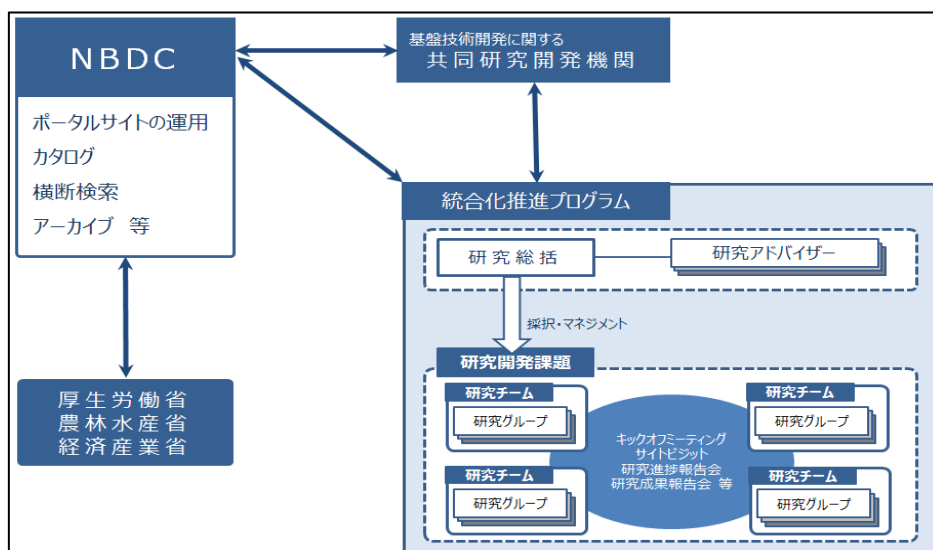 NBDC
ポータルサイトの運用
カタログ
横断検索
アーカイブ 等
基盤技術開発に関する
共同研究開発機関
統合化推進プログラム
研究総括
研究アドバイザー
採択・マネジメント
研究開発課題
研究チーム
研究グループ
研究チーム
研究グループ
キックオフミーティング
サイトビジット
研究進捗報告会
研究成果報告会 等
研究チーム
研究グループ
研究チーム
研究グループ
厚生労働省
農林水産省
経済産業省